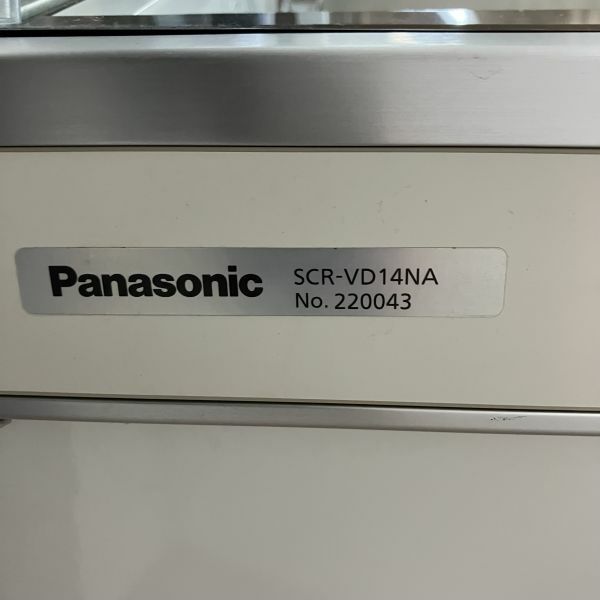 Panasonic SCR-VD14NA
No. 220043